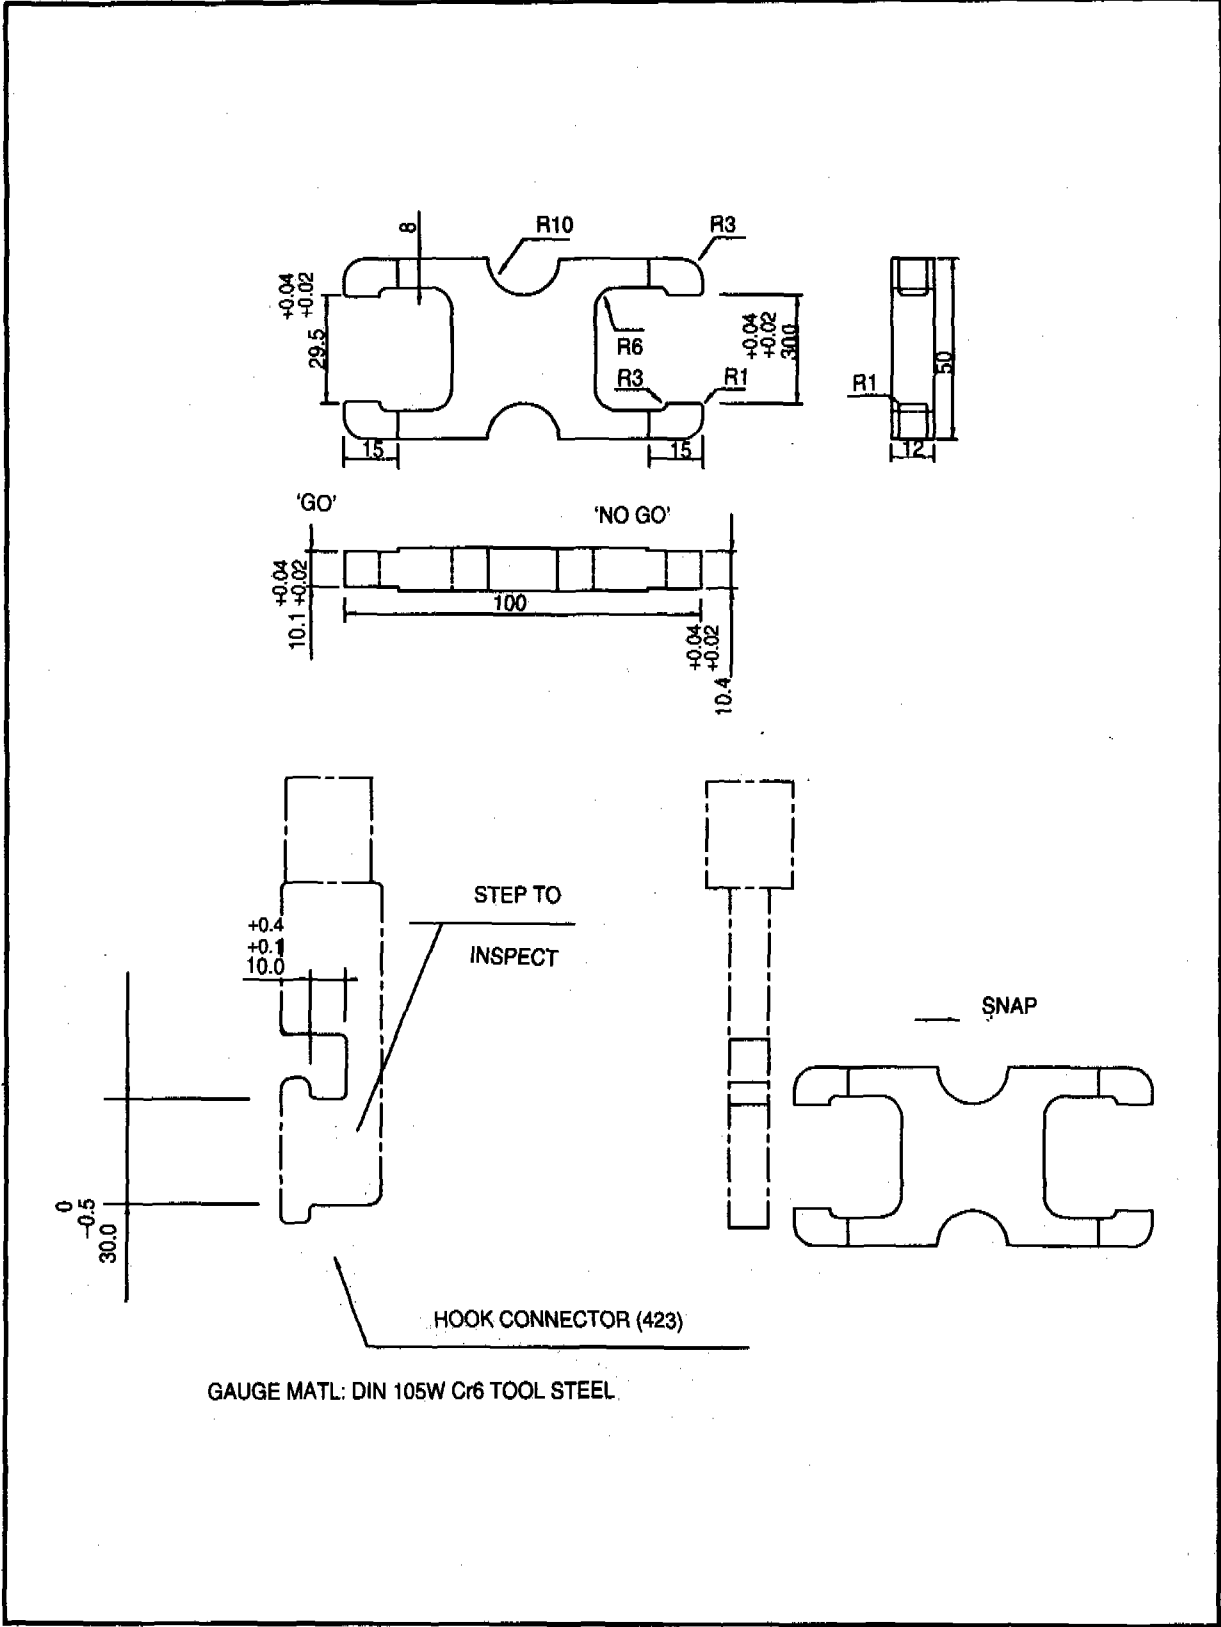 8
R10
R3
+0.04
+0.02
29.5
R6
+0.04
+0.02
30.0
R3
R1
R1
50
15
15
12
'GO'
'NO GO'
+0.04
+0.02
10.1
100
+0.04
+0.02
10.4
STEP TO
INSPECT
+0.4
+0.1
10.0
SNAP
0
-0.5
30.0
HOOK CONNECTOR (423)
GAUGE MATL: DIN 105W Cr6 TOOL STEEL